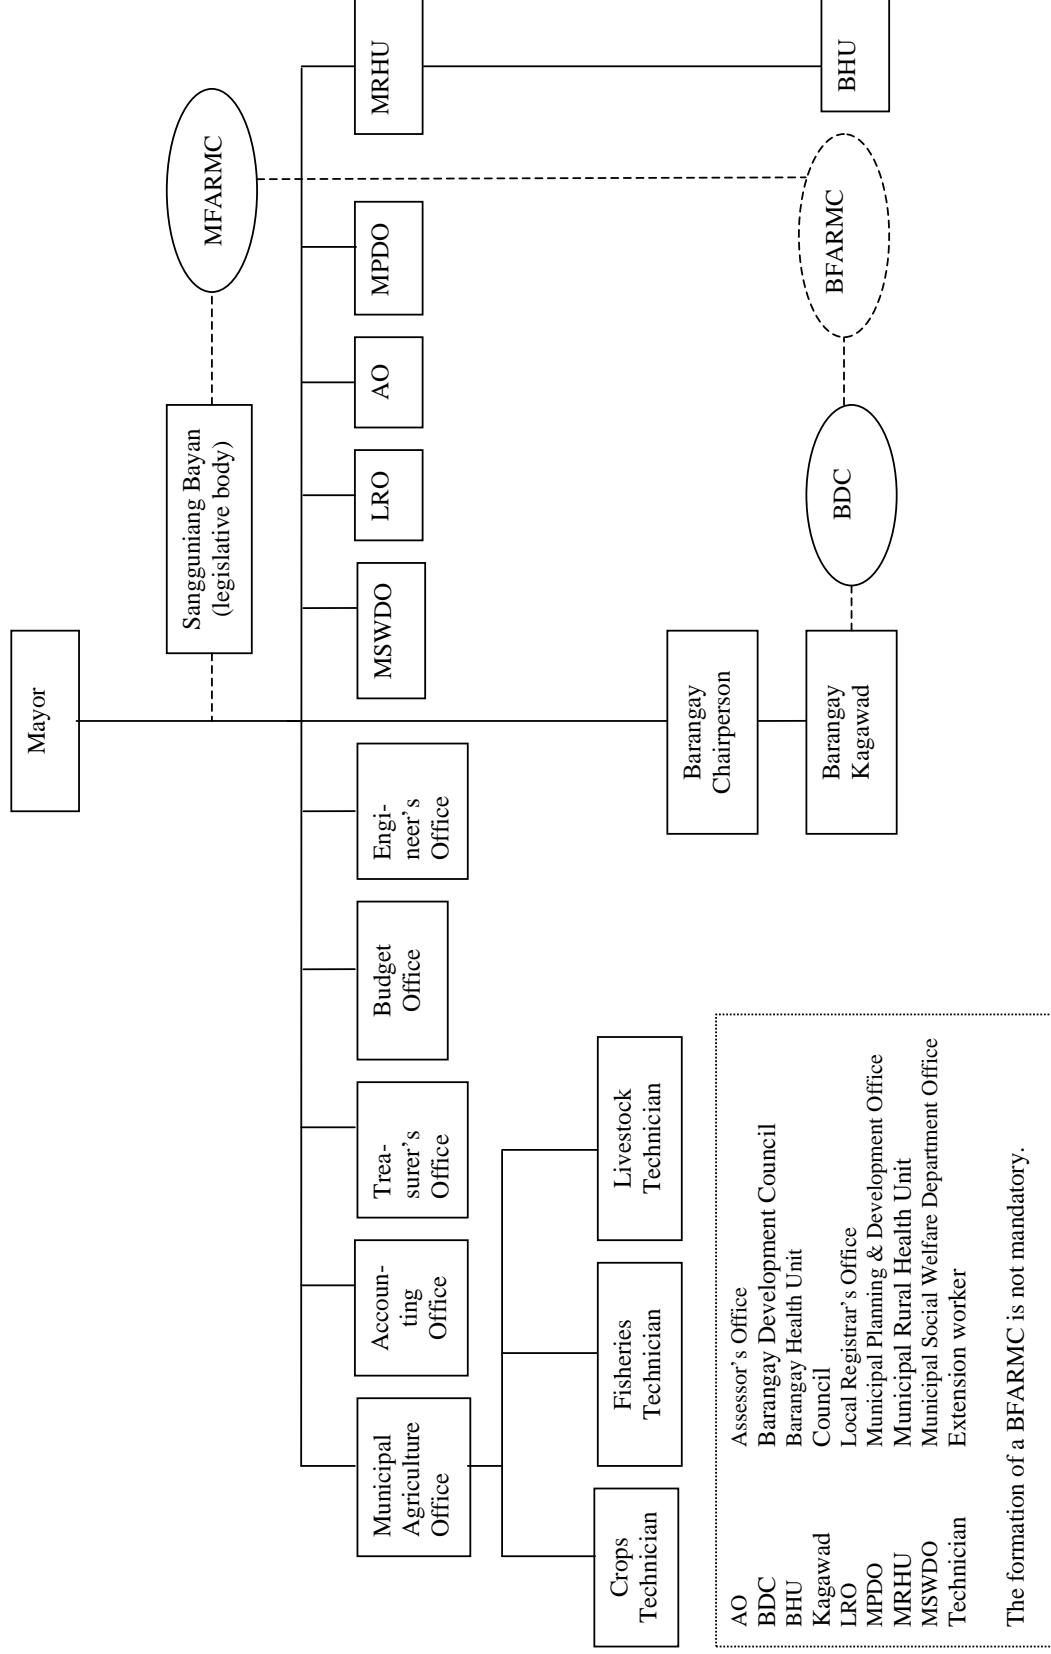 Mayor
Sangguniang Bayan
(legislative body)
MFARMC
Municipal
Agriculture
Office
Accoun-
ting
Office
Trea-
surer's
Office
Budget
Office
Engi-
neer's
Office
MSWDO
LRO
AO
MPDO
MRHU
Crops
Technician
Fisheries
Technician
Livestock
Technician
Barangay
Chairperson
Barangay
Kagawad
BDC
BFARMC
BHU
AO Assessor's Office
BDC Barangay Development Council
BHU Barangay Health Unit
Kagawad Council
LRO Local Registrar's Office
MPDO Municipal Planning & Development Office
MRHU Municipal Rural Health Unit
MSWDO Municipal Social Welfare Department Office
Technician Extension worker
The formation of a BFARMC is not mandatory.